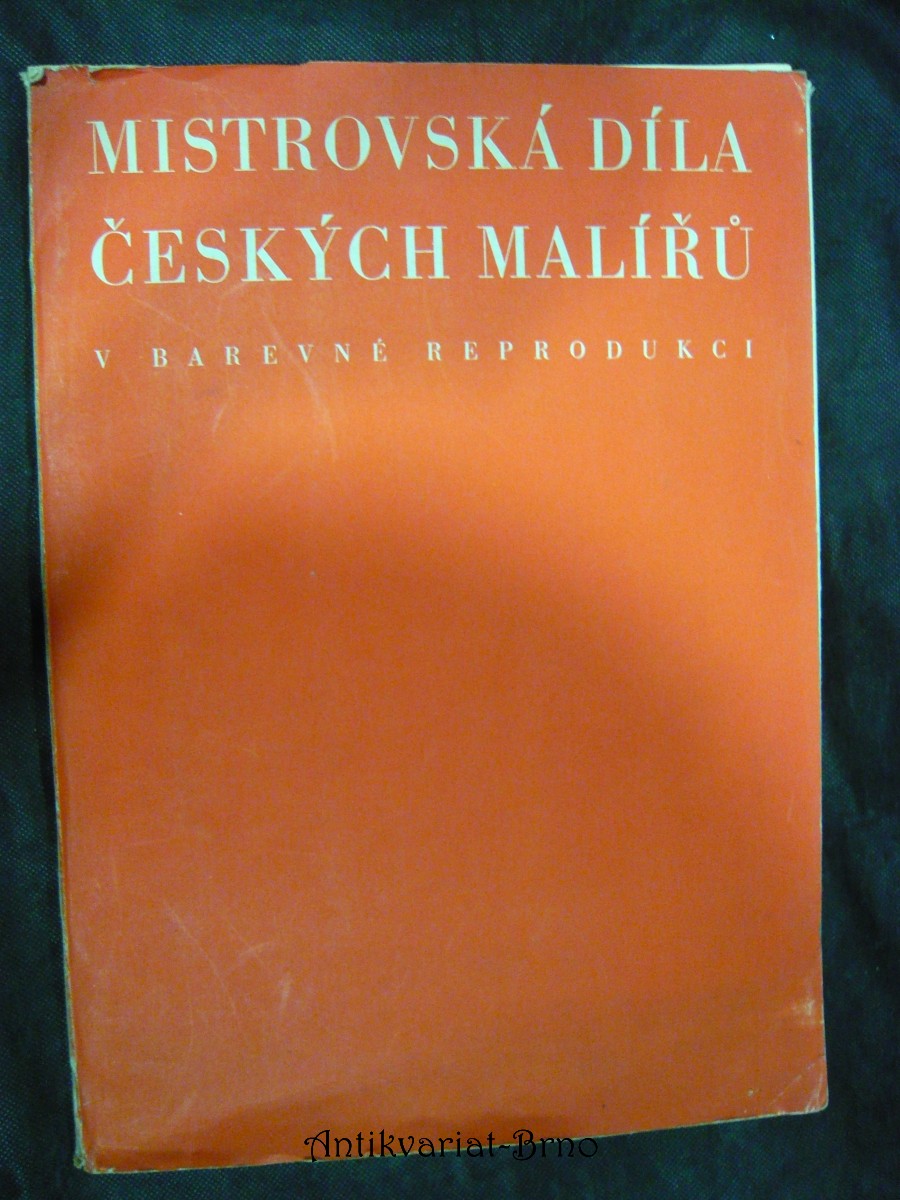 MISTROVSKÁ DÍLA
ČESKÝCH MALÍŘŮ
V BAREVNÉ REPRODUKCI
Antikvariat-Brno